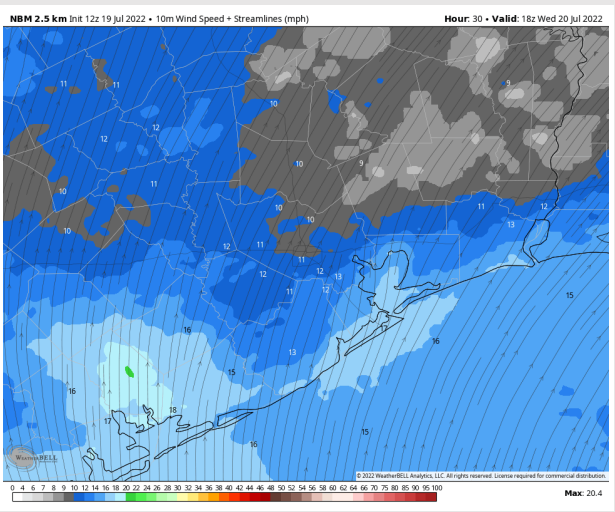 NBM 2.5 km Init 12z 19 Jul 2022 • 10m Wind Speed + Streamlines (mph)
Hour: 30 • Valid: 18z Wed 20 Jul 2022
11 11 9
10
12
12
10 9
11
10
10 11 12
10
10 13
12 11
11
12 12 13
11 12
15
16 17
16
13
15
16
18
17
15
16
WeatherBELL
© 2022 WeatherBELL Analytics, LLC. All rights reserved. License required for commercial distribution.
0 2 4 6 7 8 9 10 12 14 16 18 20 22 24 26 28 30 32 34 36 38 40 42 44 46 48 50 52 54 56 58 60 62 64 66 70 75 80 85 90 95 100
Max: 20.4